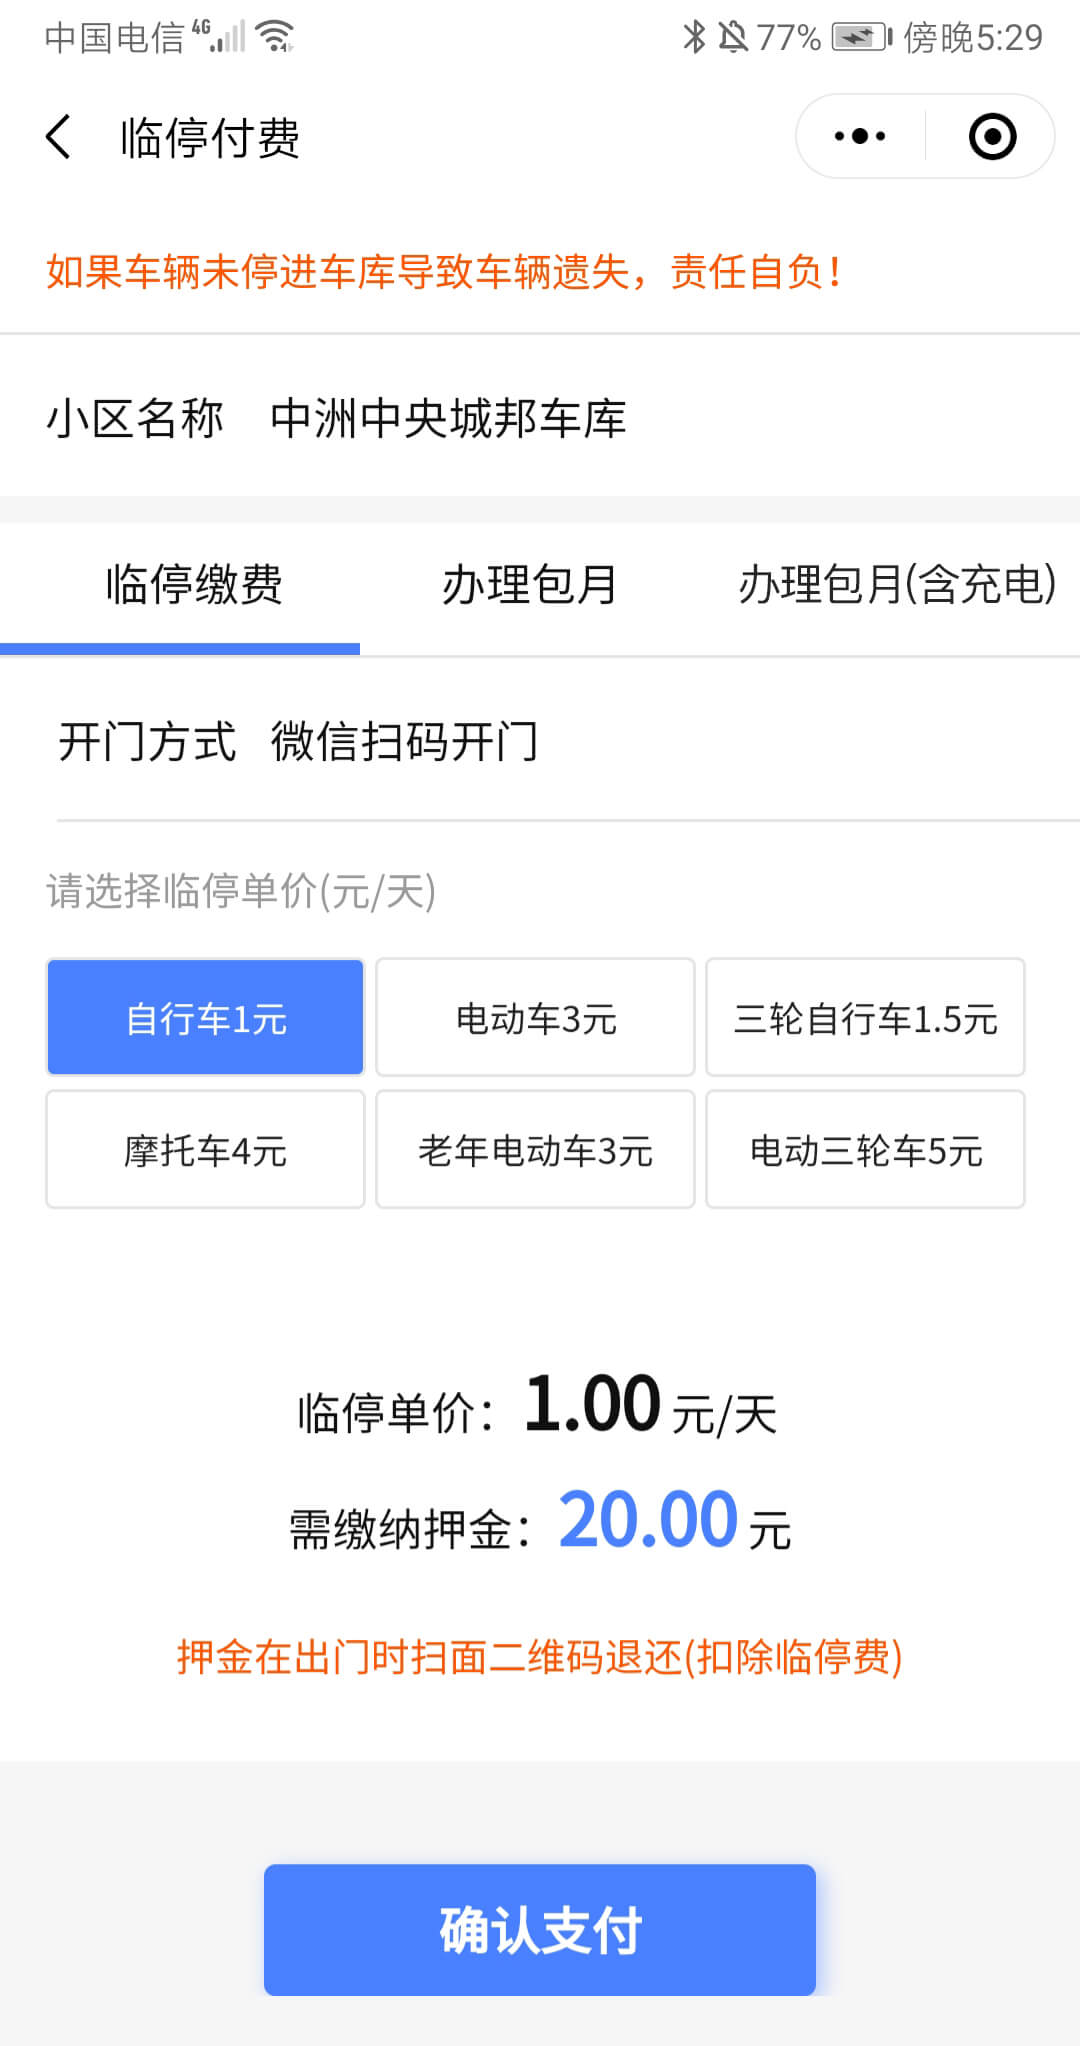 中国电信 4G 77% 傍晚5:29
临停付费
如果车辆未停进车库导致车辆遗失，责任自负！
小区名称 中洲中央城邦车库
临停缴费 办理包月 办理包月(含充电)
开门方式 微信扫码开门
请选择临停单价(元/天)
自行车1元 电动车3元 三轮自行车1.5元
摩托车4元 老年电动车3元 电动三轮车5元
临停单价：1.00元/天
需缴纳押金：20.00元
押金在出门时扫面二维码退还(扣除临停费)
确认支付